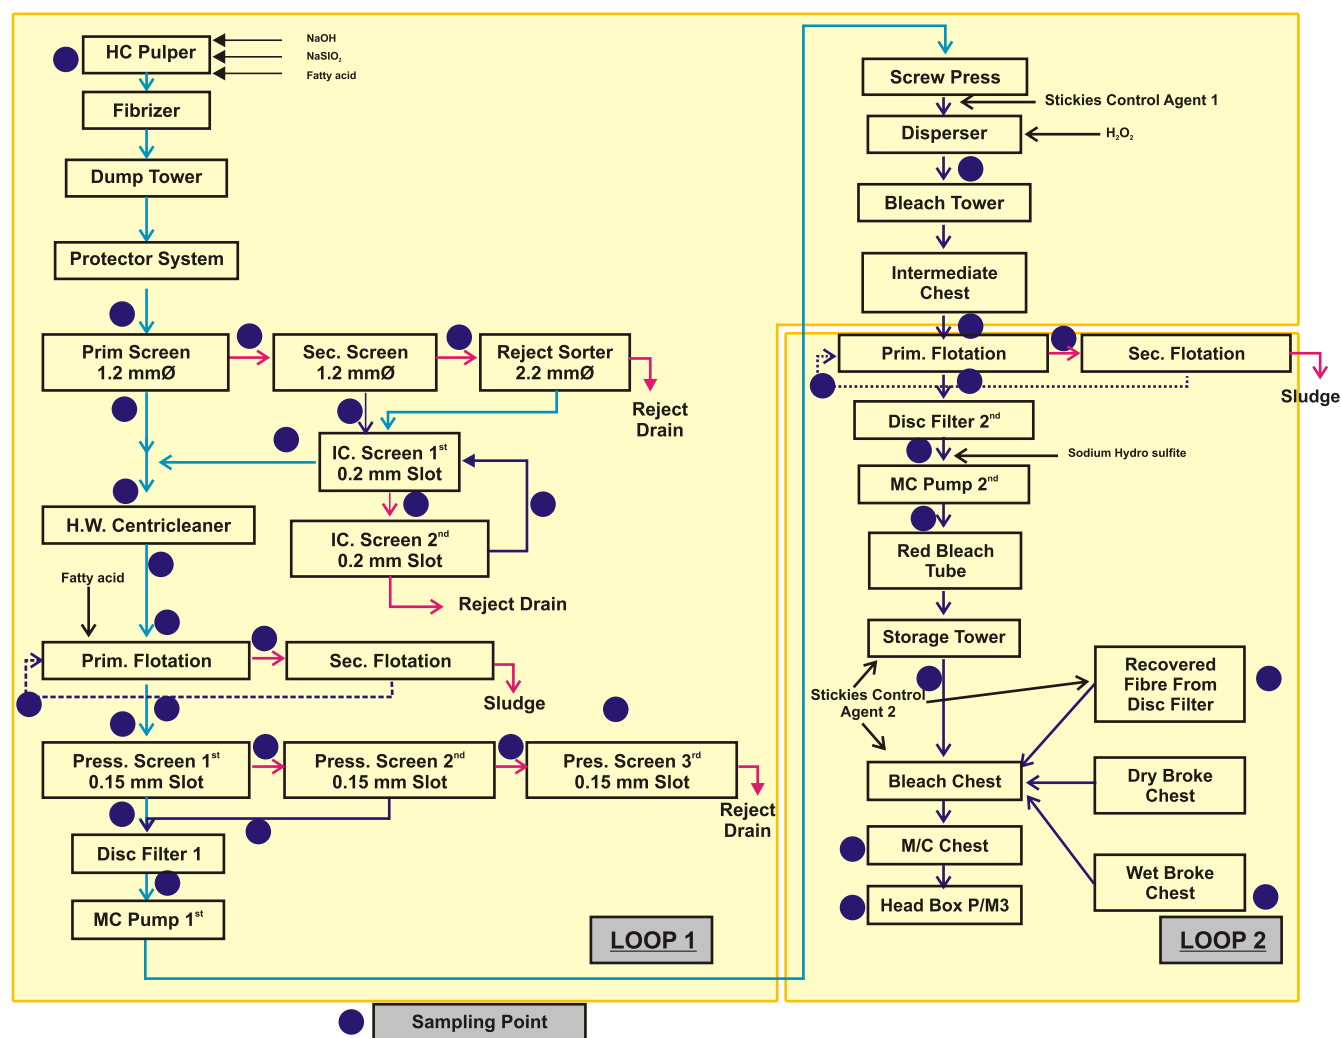 HC Pulper
NaOH
NaSIO₂
Fatty acid
Fibrizer
Dump Tower
Protector System
Prim Screen
1.2 mmØ
Sec. Screen
1.2 mmØ
Reject Sorter
2.2 mmØ
Reject
Drain
IC. Screen 1st
0.2 mm Slot
H.W. Centricleaner
IC. Screen 2nd
0.2 mm Slot
Fatty acid
Reject Drain
Prim. Flotation
Sec. Flotation
Sludge
Press. Screen 1st
0.15 mm Slot
Press. Screen 2nd
0.15 mm Slot
Pres. Screen 3rd
0.15 mm Slot
Reject
Drain
Disc Filter 1
MC Pump 1st
LOOP 1
Screw Press
Stickies Control Agent 1
Disperser
H₂O₂
Bleach Tower
Intermediate
Chest
Prim. Flotation
Sec. Flotation
Sludge
Disc Filter 2nd
Sodium Hydro sulfite
MC Pump 2nd
Red Bleach
Tube
Storage Tower
Stickies Control
Agent 2
Recovered
Fibre From
Disc Filter
Bleach Chest
Dry Broke
Chest
M/C Chest
Wet Broke
Chest
Head Box P/M3
LOOP 2
Sampling Point